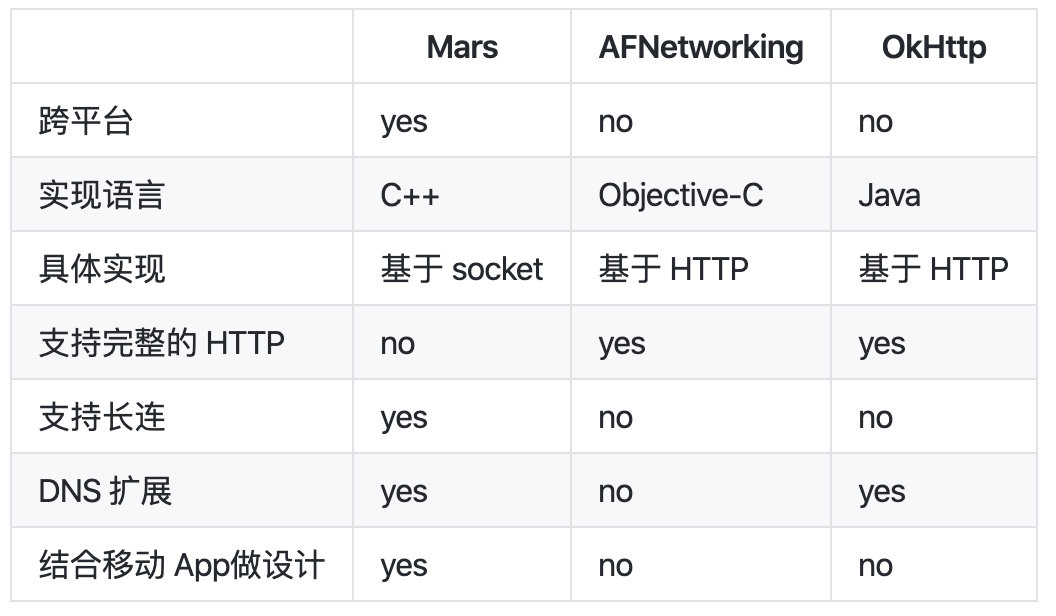 Mars AFNetworking OkHttp
跨平台 yes no no
实现语言 C++ Objective-C Java
具体实现 基于 socket 基于 HTTP 基于 HTTP
支持完整的 HTTP no yes yes
支持长连 yes no no
DNS 扩展 yes no yes
结合移动 App做设计 yes no no